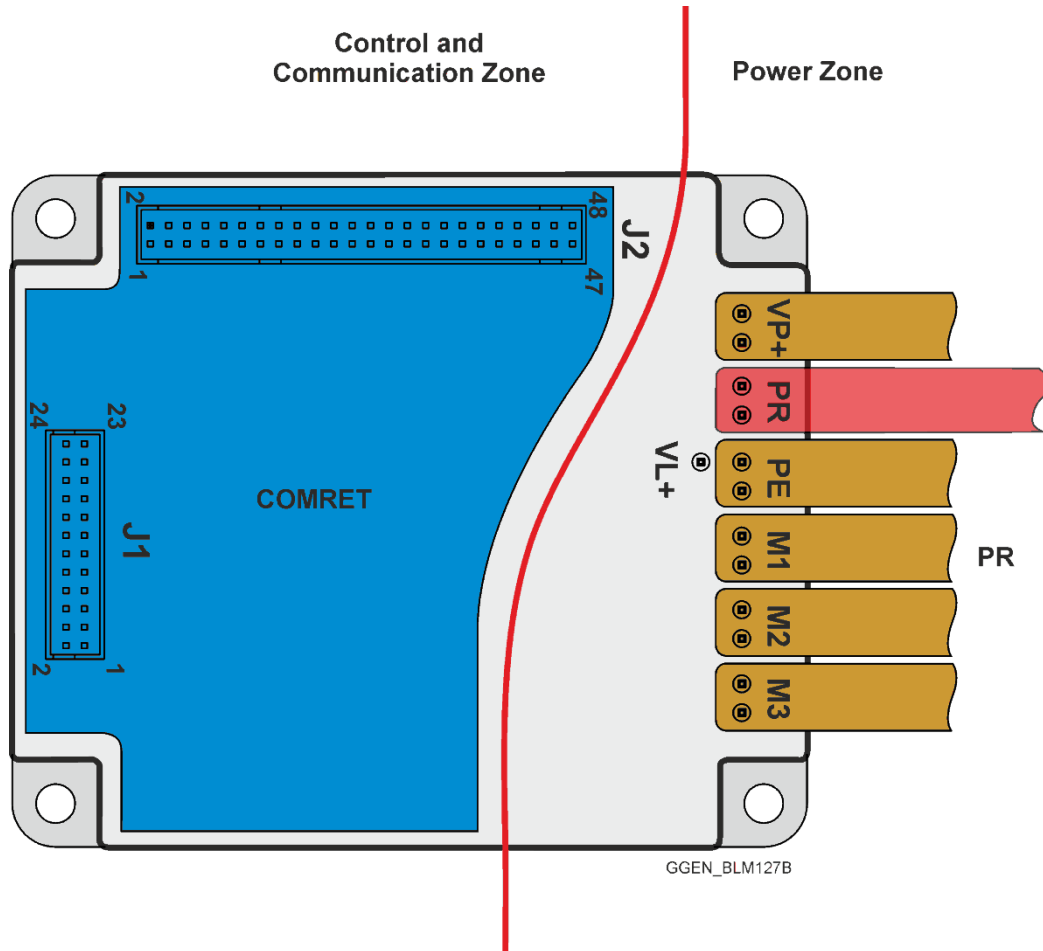 Control and
Communication Zone
Power Zone
2
48
J2
1
47
VP+
PR
24
23
VL+
PE
COMRET
J1
M1
PR
M2
2
1
M3
GGEN_BLM127B